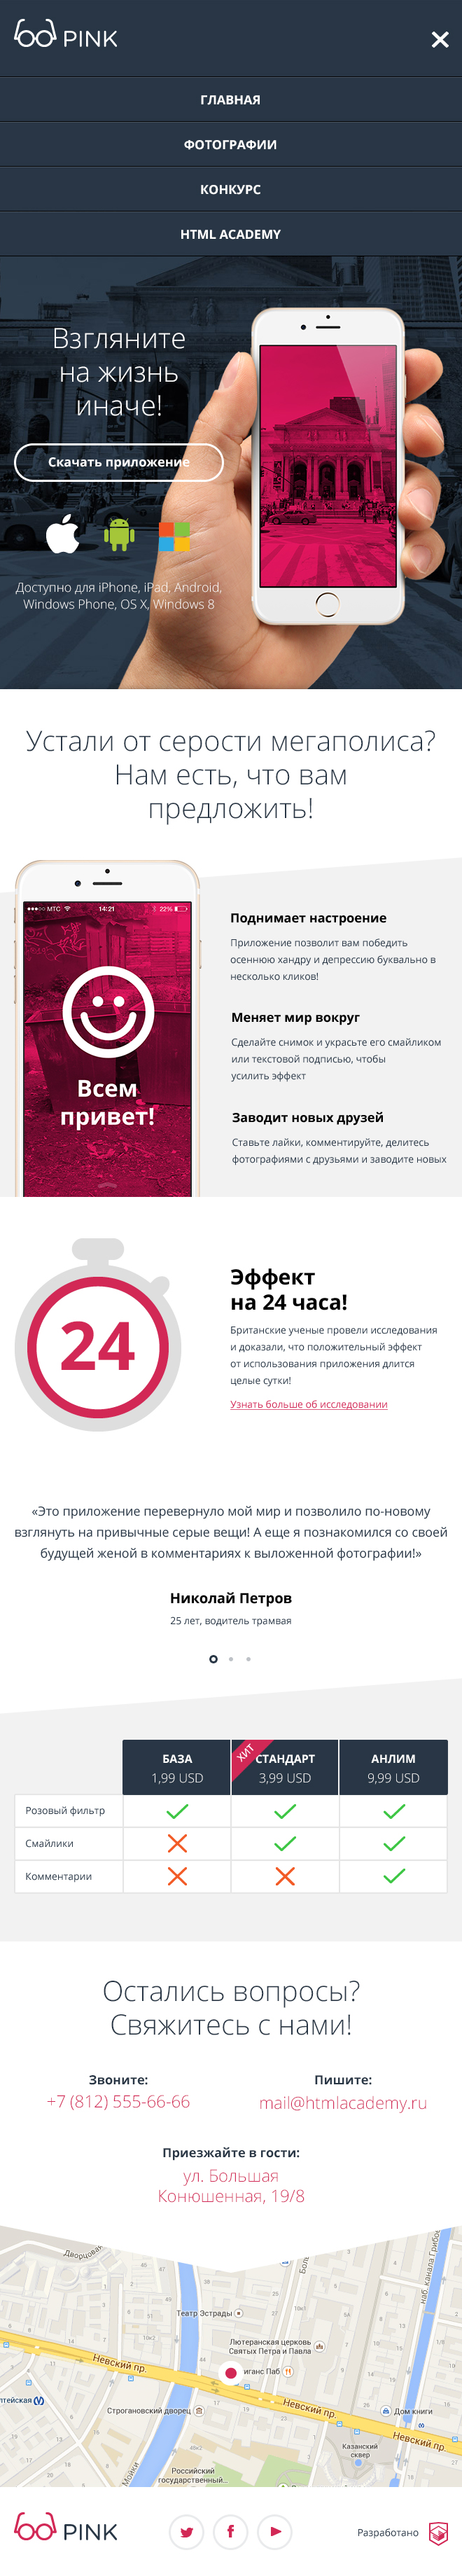 PINK
ГЛАВНАЯ
ФОТОГРАФИИ
КОНКУРС
HTML ACADEMY
Взгляните
на жизнь
иначе!
Скачать приложение
Доступно для iPhone, iPad, Android,
Windows Phone, OS X, Windows 8
Устали от серости мегаполиса?
Нам есть, что вам
предложить!
МТС 14:21 22%
Всем
привет!
Поднимает настроение
Приложение позволит вам победить
осеннюю хандру и депрессию буквально в
несколько кликов!
Меняет мир вокруг
Сделайте снимок и украсьте его смайликом
или текстовой подписью, чтобы
усилить эффект
Заводит новых друзей
Ставьте лайки, комментируйте, делитесь
фотографиями с друзьями и заводите новых
24
Эффект
на 24 часа!
Британские ученые провели исследования
и доказали, что положительный эффект
от использования приложения длится
целые сутки!
Узнать больше об исследовании
«Это приложение перевернуло мой мир и позволило по-новому
взглянуть на привычные серые вещи! А еще я познакомился со своей
будущей женой в комментариях к выложенной фотографии!»
Николай Петров
25 лет, водитель трамвая
БАЗА ХИТ СТАНДАРТ АНЛИМ
1,99 USD 3,99 USD 9,99 USD
Розовый фильтр
Смайлики
Комментарии
Остались вопросы?
Свяжитесь с нами!
Звоните: Пишите:
+7 (812) 555-66-66 mail@htmlacademy.ru
Приезжайте в гости:
ул. Большая
Конюшенная, 19/8
Дворцовая
Бол
наб. канала Грибое
Театр Эстрады
Лютеранская церковь
Святых Петра и Павла
Невский пр.
иганс Паб
лтейская
Строгановский дворец
Невский пр.
Дом книги
Невский пр.
Казанский
сквер
Мойки
Российский
государственный...
PINK
Разработано